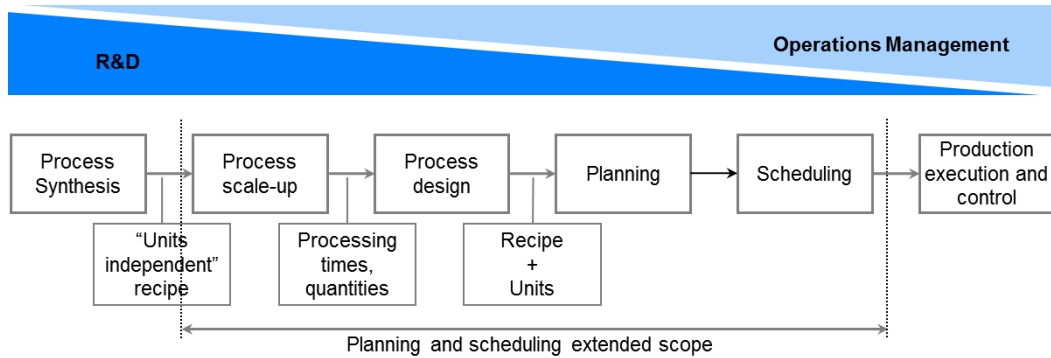 Operations Management
R&D
Process
Synthesis
Process
scale-up
Process
design
Planning
Scheduling
Production
execution and
control
“Units
independent”
recipe
Processing
times,
quantities
Recipe
+
Units
Planning and scheduling extended scope